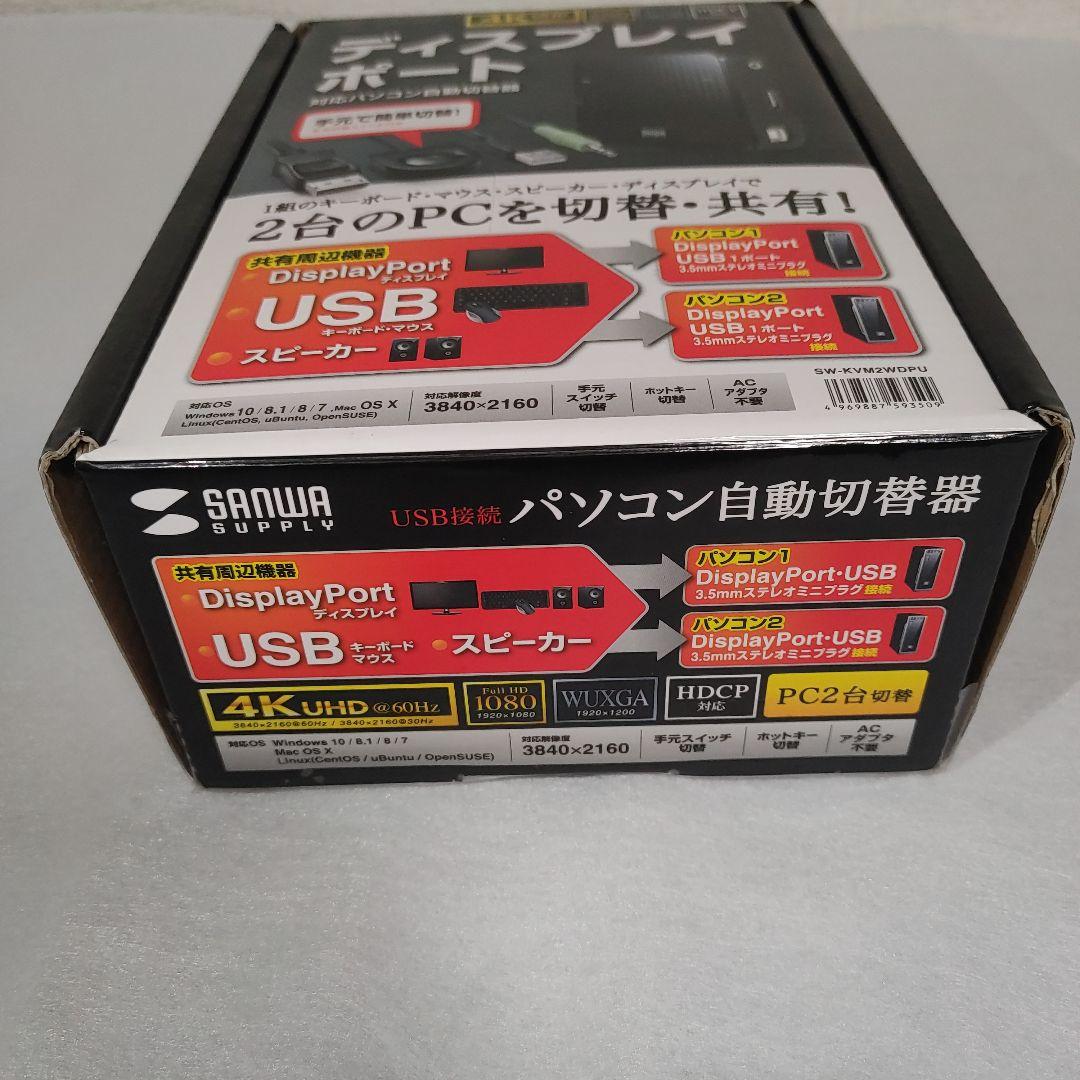 4K
HDCP
ディスプレイ
ポート
対応パソコン自動切替器
手元で簡単切替!
1組のキーボード・マウス・スピーカー・ディスプレイで
2台のPCを切替・共有!
共有周辺機器
DisplayPort
ディスプレイ
USB
キーボード・マウス
スピーカー
パソコン1
DisplayPort
USB 1ポート
3.5mmステレオミニプラグ
接続
パソコン2
DisplayPort
USB 1ポート
3.5mmステレオミニプラグ
接続
SW-KVM2WDPU
対応OS
Windows 10/8.1/8/7 ,Mac OS X
Linux(CentOS, uBuntu, OpenSUSE)
対応解像度
3840×2160
手元
スイッチ
切替
ホットキー
切替
AC
アダプタ
不要
4 969887 593509
SANWA
SUPPLY
USB接続 パソコン自動切替器
共有周辺機器
DisplayPort
ディスプレイ
USB キーボード
マウス
スピーカー
パソコン1
DisplayPort・USB
3.5mmステレオミニプラグ接続
パソコン2
DisplayPort・USB
3.5mmステレオミニプラグ接続
4K UHD @60Hz
3840×2160@60Hz / 3840×2160@30Hz
Full HD
1080
1920×1080
WUXGA
1920×1200
HDCP
対応
PC2台切替
対応OS Windows 10 / 8.1 / 8 / 7
Mac OS X
Linux(CentOS / uBuntu / OpenSUSE)
対応解像度
3840×2160
手元スイッチ
切替
ホットキー
切替
AC
アダプタ
不要